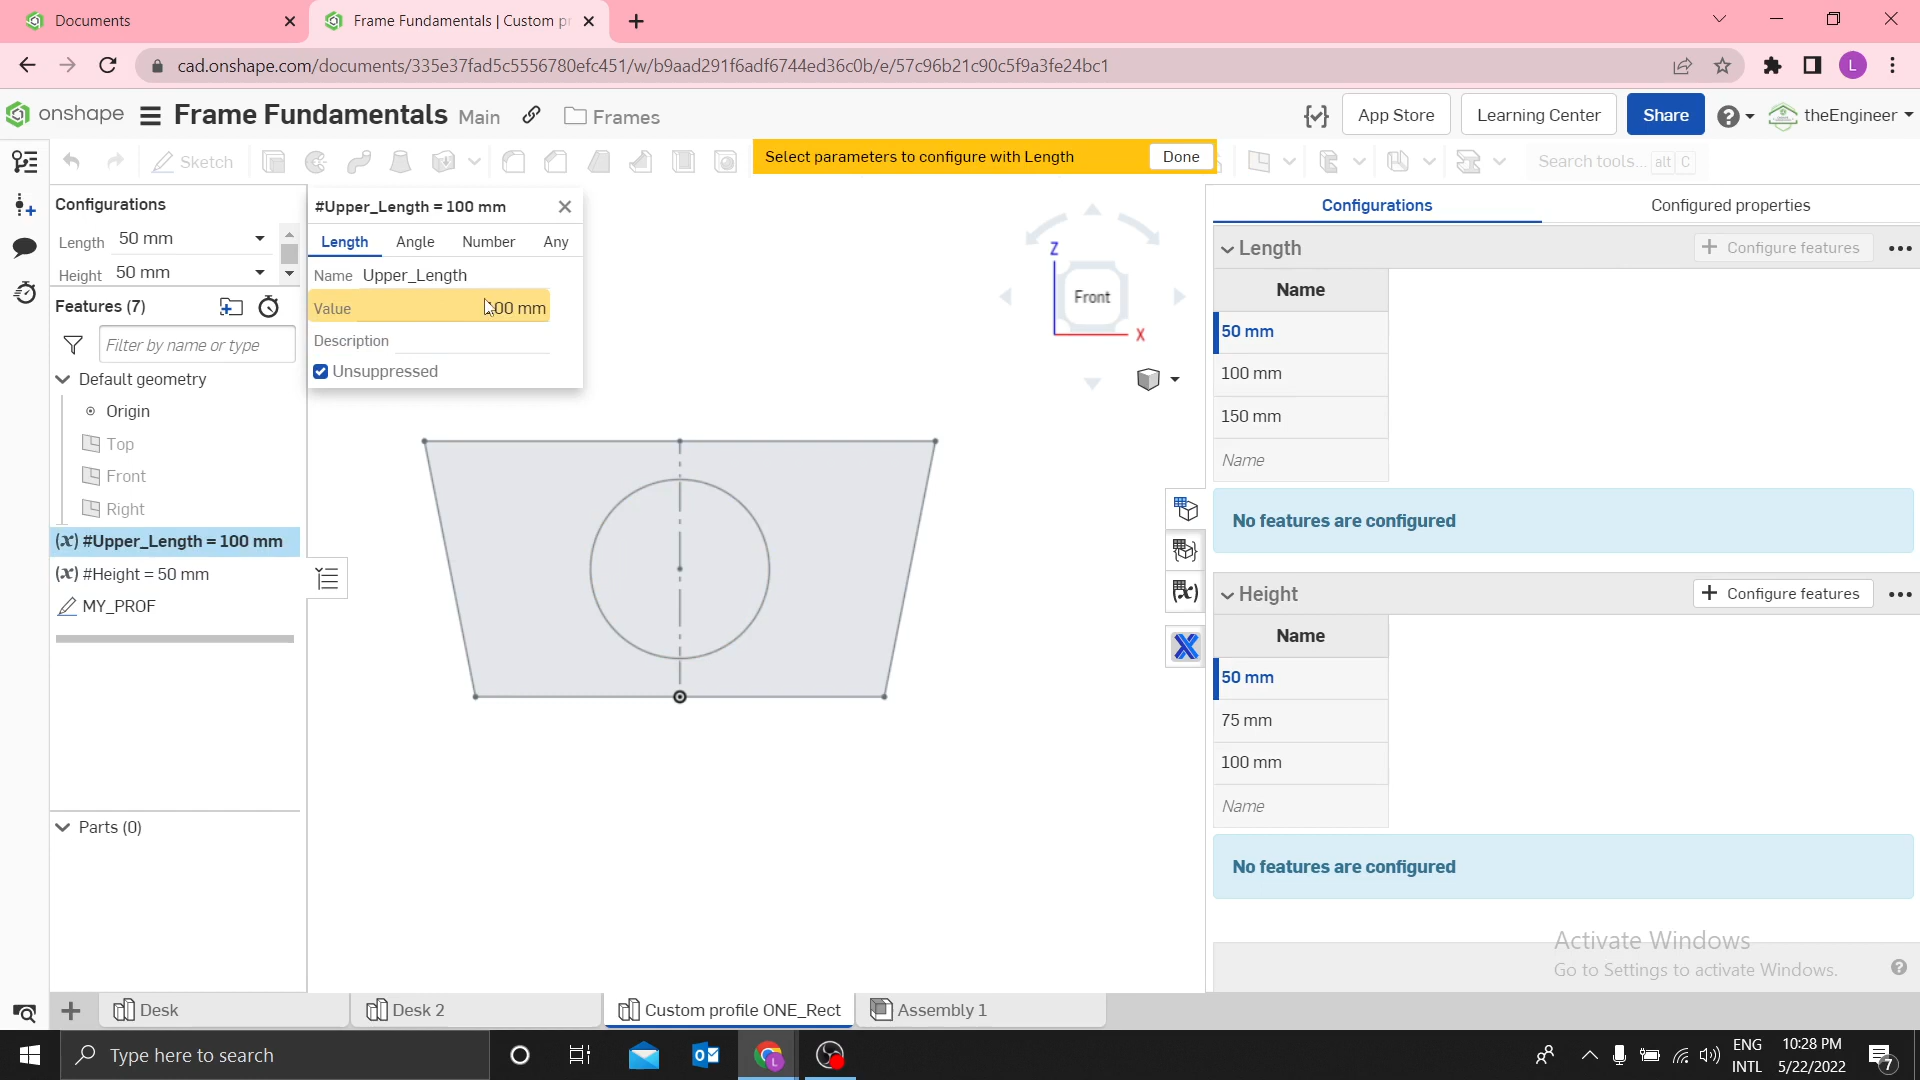 Documents
Frame Fundamentals | Custom pr
cad.onshape.com/documents/335e37fad5c5556780efc451/w/b9aad291f6adf6744ed36c0b/e/57c96b21c90c5f9a3fe24bc1
L
onshape
Frame Fundamentals Main
Frames
App Store
Learning Center
Share
theEngineer
Sketch
Select parameters to configure with Length
Done
Search tools... alt C
Configurations
Length 50 mm
Height 50 mm
Features (7)
Filter by name or type
Default geometry
Origin
Top
Front
Right
(x) #Upper_Length = 100 mm
(x) #Height = 50 mm
MY_PROF
Parts (0)
#Upper_Length = 100 mm
Length
Angle
Number
Any
Name Upper_Length
Value 00 mm
Description
Unsuppressed
Z
Front
X
Configurations
Configured properties
Length
+ Configure features
Name
50 mm
100 mm
150 mm
Name
No features are configured
Height
+ Configure features
Name
50 mm
75 mm
100 mm
Name
No features are configured
Activate Windows
Go to Settings to activate Windows.
Desk
Desk 2
Custom profile ONE_Rect
Assembly 1
Type here to search
L
ENG
INTL
10:28 PM
5/22/2022
7